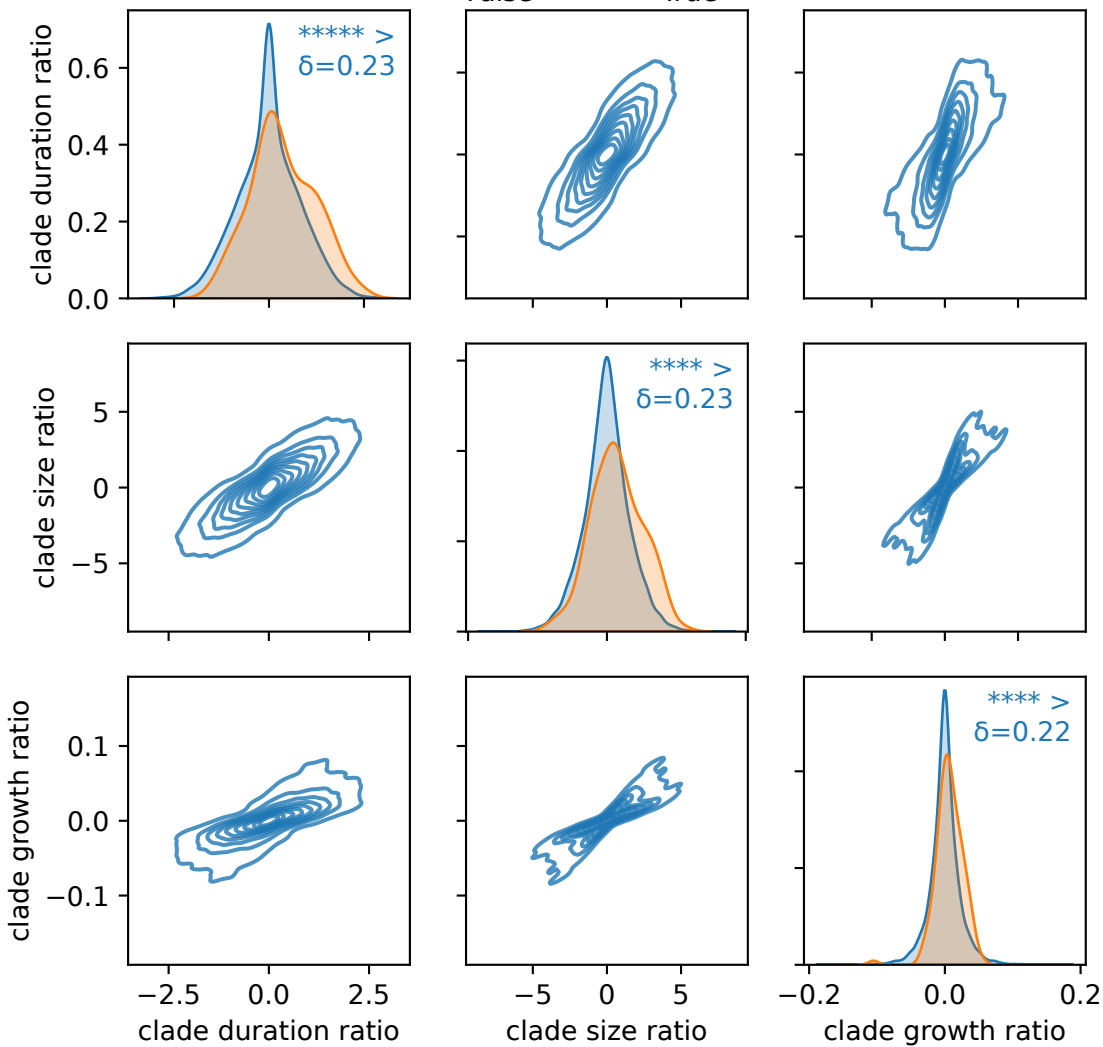 clade duration ratio
0.6
0.4
0.2
0.0
***** >
δ=0.23
clade size ratio
5
0
−5
**** >
δ=0.23
clade growth ratio
0.1
0.0
−0.1
**** >
δ=0.22
−2.5 0.0 2.5
clade duration ratio
−5 0 5
clade size ratio
−0.2 0.0 0.2
clade growth ratio